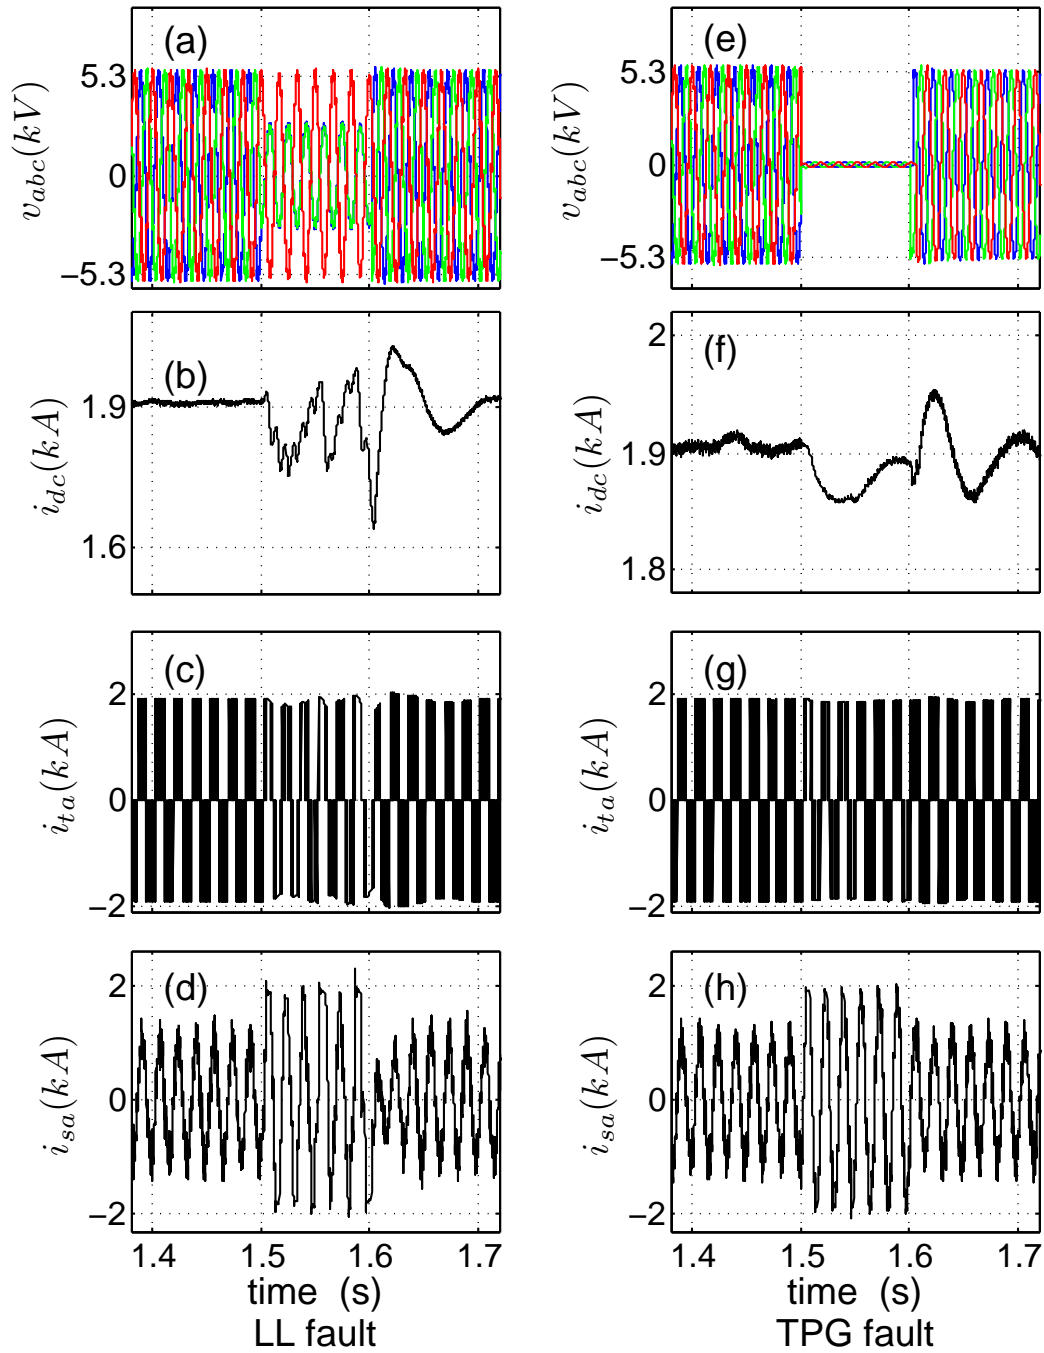 (a)
5.3
0
−5.3
v_abc(kV)
(b)
1.9
1.6
i_dc(kA)
(c)
2
0
−2
i_ta(kA)
(d)
2
0
−2
i_sa(kA)
1.4 1.5 1.6 1.7
time (s)
LL fault
(e)
5.3
0
−5.3
v_abc(kV)
(f)
2
1.9
1.8
i_dc(kA)
(g)
2
0
−2
i_ta(kA)
(h)
2
0
−2
i_sa(kA)
1.4 1.5 1.6 1.7
time (s)
TPG fault